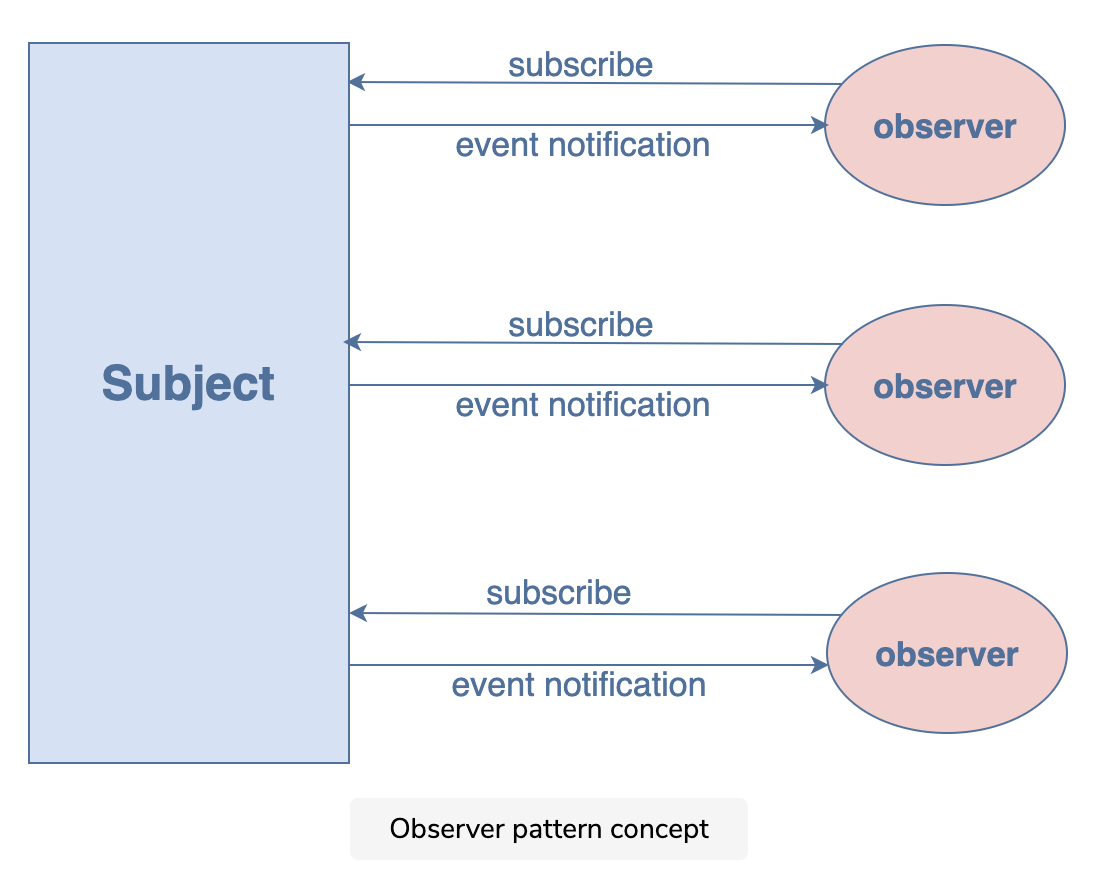 subscribe
observer
event notification
subscribe
Subject
observer
event notification
subscribe
observer
event notification
Observer pattern concept